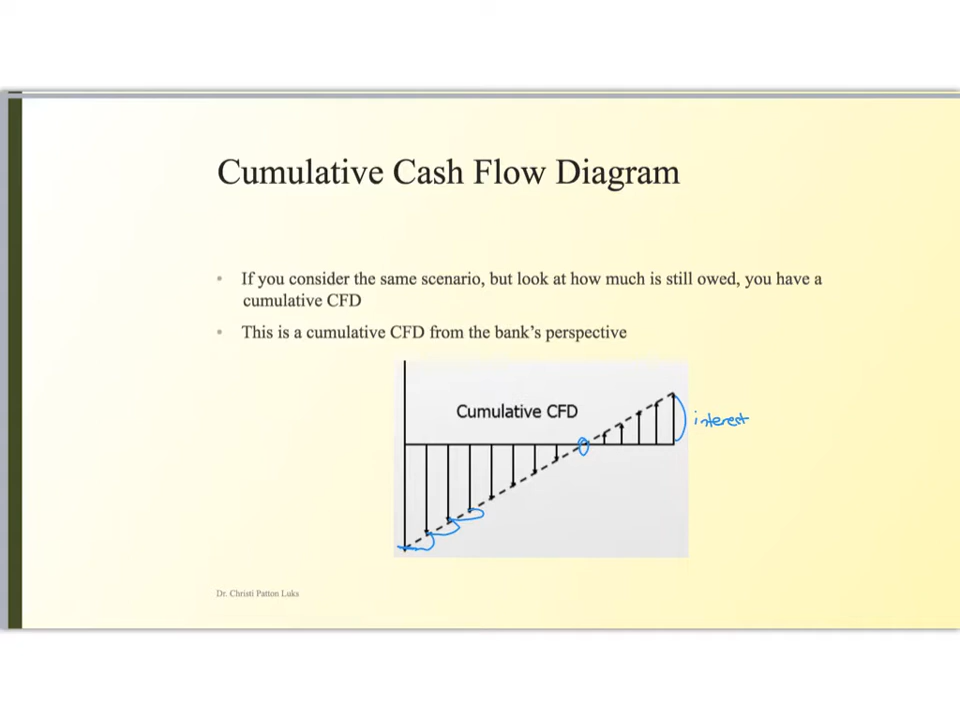 Cumulative Cash Flow Diagram
▪ If you consider the same scenario, but look at how much is still owed, you have a
cumulative CFD
▪ This is a cumulative CFD from the bank's perspective
Cumulative CFD
interest
Dr. Christi Patton Luks